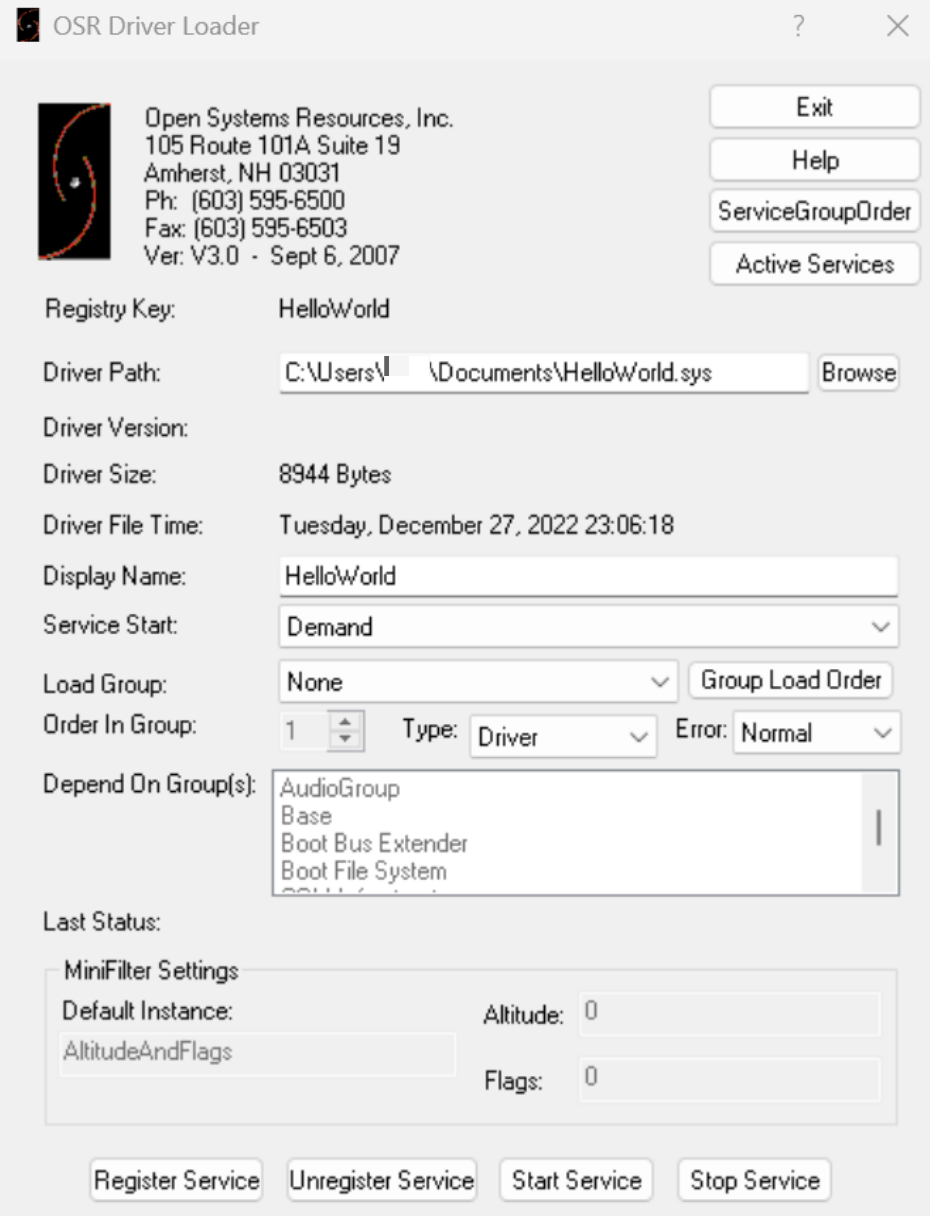 OSR Driver Loader
?
Open Systems Resources, Inc.
105 Route 101A Suite 19
Amherst, NH 03031
Ph: (603) 595-6500
Fax: (603) 595-6503
Ver: V3.0 - Sept 6, 2007
Exit
Help
ServiceGroupOrder
Active Services
Registry Key: HelloWorld
Driver Path: C:\Users\ \Documents\HelloWorld.sys Browse
Driver Version:
Driver Size: 8944 Bytes
Driver File Time: Tuesday, December 27, 2022 23:06:18
Display Name: HelloWorld
Service Start: Demand
Load Group: None Group Load Order
Order In Group: 1 Type: Driver Error: Normal
Depend On Group(s): AudioGroup
Base
Boot Bus Extender
Boot File System
Last Status:
MiniFilter Settings
Default Instance:
AltitudeAndFlags
Altitude: 0
Flags: 0
Register Service Unregister Service Start Service Stop Service